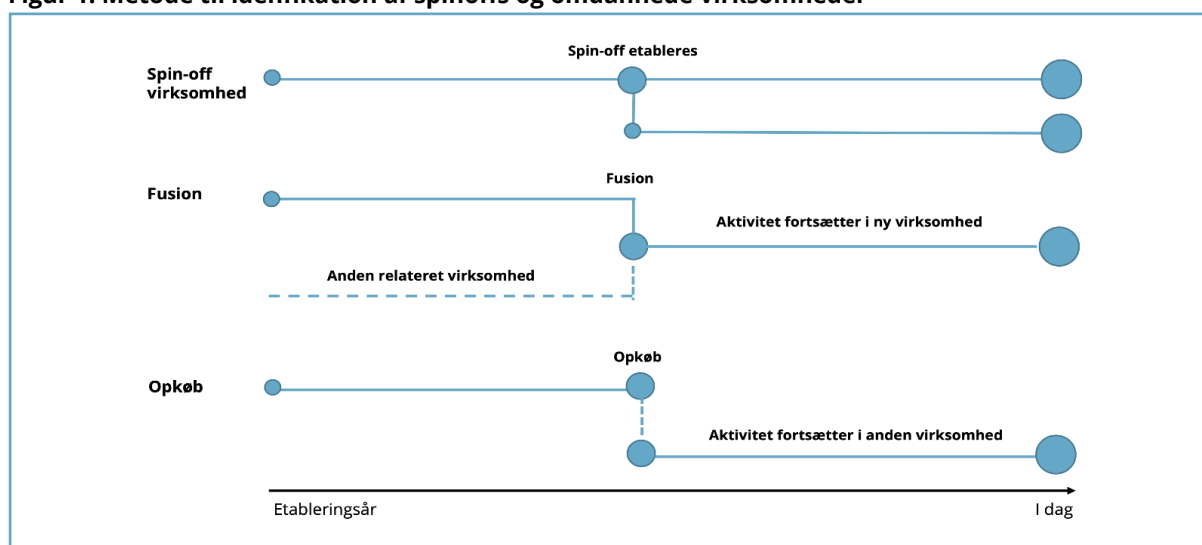 Spin-off etableres
Spin-off
virksomhed
Fusion
Fusion
Aktivitet fortsætter i ny virksomhed
Anden relateret virksomhed
Opkøb
Opkøb
Aktivitet fortsætter i anden virksomhed
Etableringsår
I dag